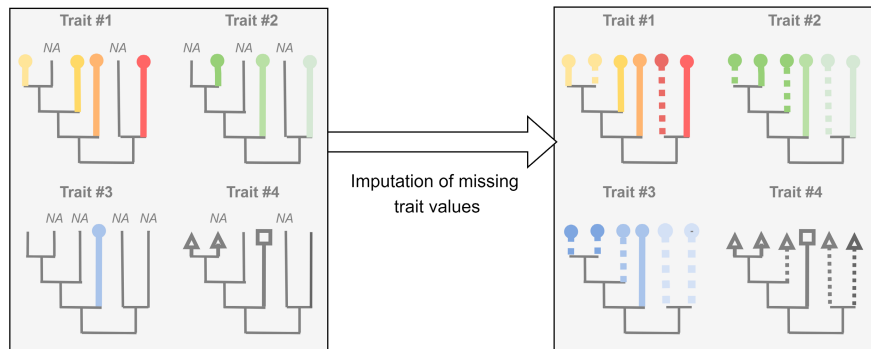 Trait #1
NA NA
Trait #2
NA NA NA
Trait #3
NA NA NA NA
Trait #4
NA NA
Imputation of missing
trait values
Trait #1
Trait #2
Trait #3
Trait #4